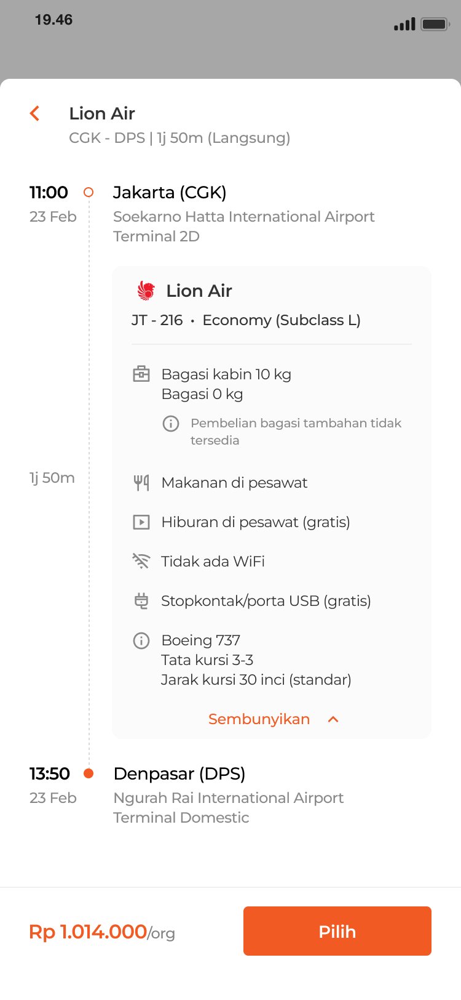 19.46
Lion Air
CGK - DPS | 1j 50m (Langsung)
11:00
Jakarta (CGK)
23 Feb
Soekarno Hatta International Airport
Terminal 2D
Lion Air
JT - 216 • Economy (Subclass L)
Bagasi kabin 10 kg
Bagasi 0 kg
Pembelian bagasi tambahan tidak
tersedia
1j 50m
Makanan di pesawat
Hiburan di pesawat (gratis)
Tidak ada WiFi
Stopkontak/porta USB (gratis)
Boeing 737
Tata kursi 3-3
Jarak kursi 30 inci (standar)
Sembunyikan
13:50
Denpasar (DPS)
23 Feb
Ngurah Rai International Airport
Terminal Domestic
Rp 1.014.000/org
Pilih